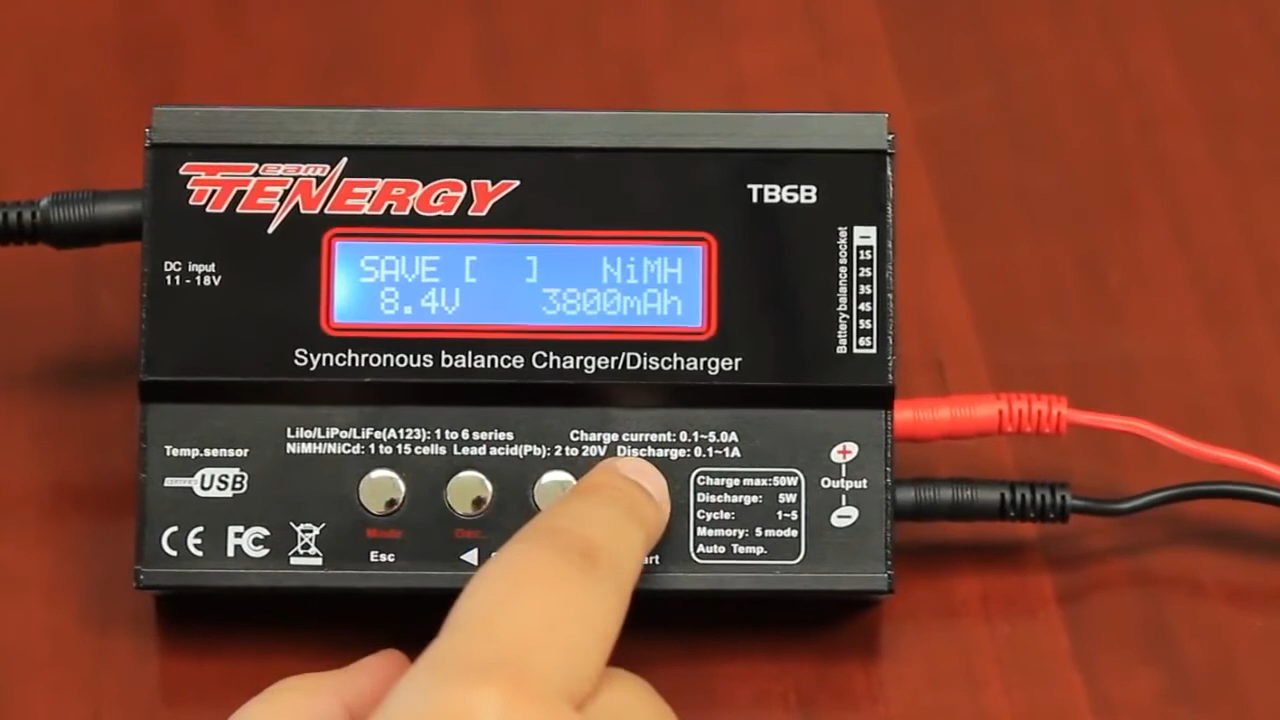 Team TENERGY
TB6B
DC input
11 - 18V
SAVE [ ] NiMH
8.4V 3800mAh
Battery balance socket
1S
2S
3S
4S
5S
6S
Synchronous balance Charger/Discharger
LiIo/LiPo/LiFe(A123): 1 to 6 series Charge current: 0.1~5.0A
NiMH/NiCd: 1 to 15 cells Lead acid(Pb): 2 to 20V Discharge: 0.1~1A
Temp.sensor
CERTIFIED USB
Mode
Dec.
Esc
CE FC
Charge max:50W
Discharge: 5W
Cycle: 1~5
Memory: 5 mode
Auto Temp.
+
Output
−